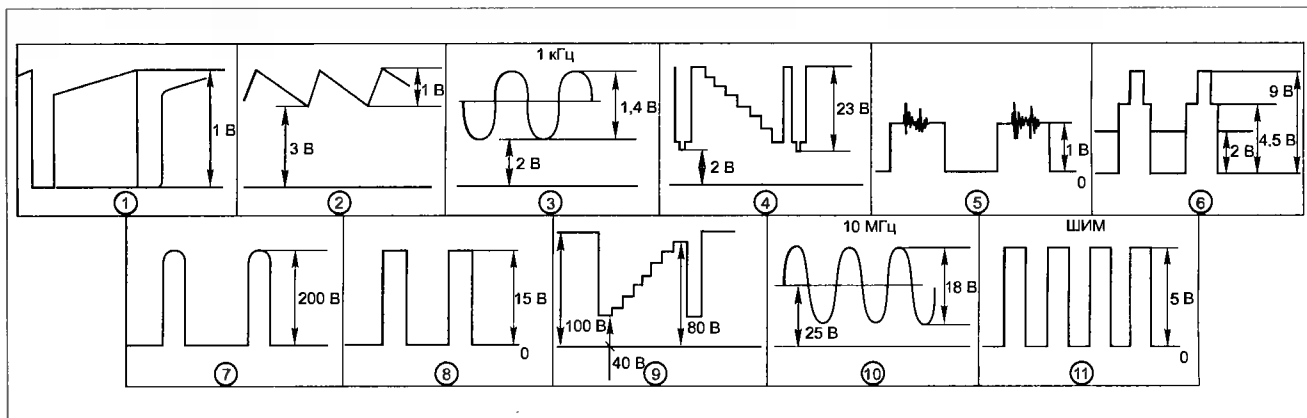 1 В
1
3 В
1 В
2
1 кГц
1,4 В
2 В
3
23 В
2 В
4
1 В
0
5
9 В
4,5 В
2 В
6
200 В
7
15 В
0
8
100 В
80 В
40 В
9
10 МГц
18 В
25 В
10
ШИМ
5 В
0
11